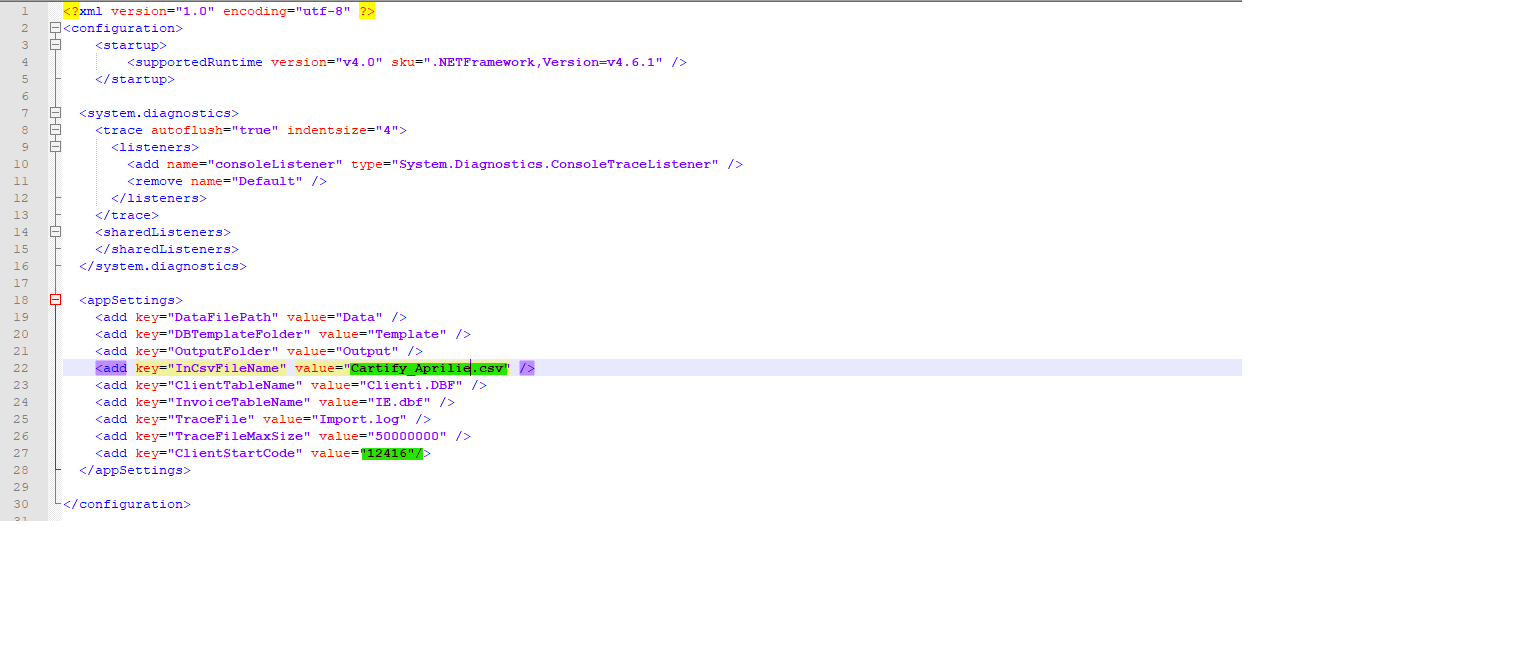 1 <?xml version="1.0" encoding="utf-8" ?>
2 <configuration>
3     <startup>
4         <supportedRuntime version="v4.0" sku=".NETFramework,Version=v4.6.1" />
5     </startup>
6
7   <system.diagnostics>
8     <trace autoflush="true" indentsize="4">
9       <listeners>
10         <add name="consoleListener" type="System.Diagnostics.ConsoleTraceListener" />
11         <remove name="Default" />
12       </listeners>
13     </trace>
14     <sharedListeners>
15     </sharedListeners>
16   </system.diagnostics>
17
18   <appSettings>
19     <add key="DataFilePath" value="Data" />
20     <add key="DBTemplateFolder" value="Template" />
21     <add key="OutputFolder" value="Output" />
22     <add key="InCsvFileName" value="Cartify_Aprilie.csv" />
23     <add key="ClientTableName" value="Clienti.DBF" />
24     <add key="InvoiceTableName" value="IE.dbf" />
25     <add key="TraceFile" value="Import.log" />
26     <add key="TraceFileMaxSize" value="50000000" />
27     <add key="ClientStartCode" value="12416"/>
28   </appSettings>
29
30 </configuration>
31